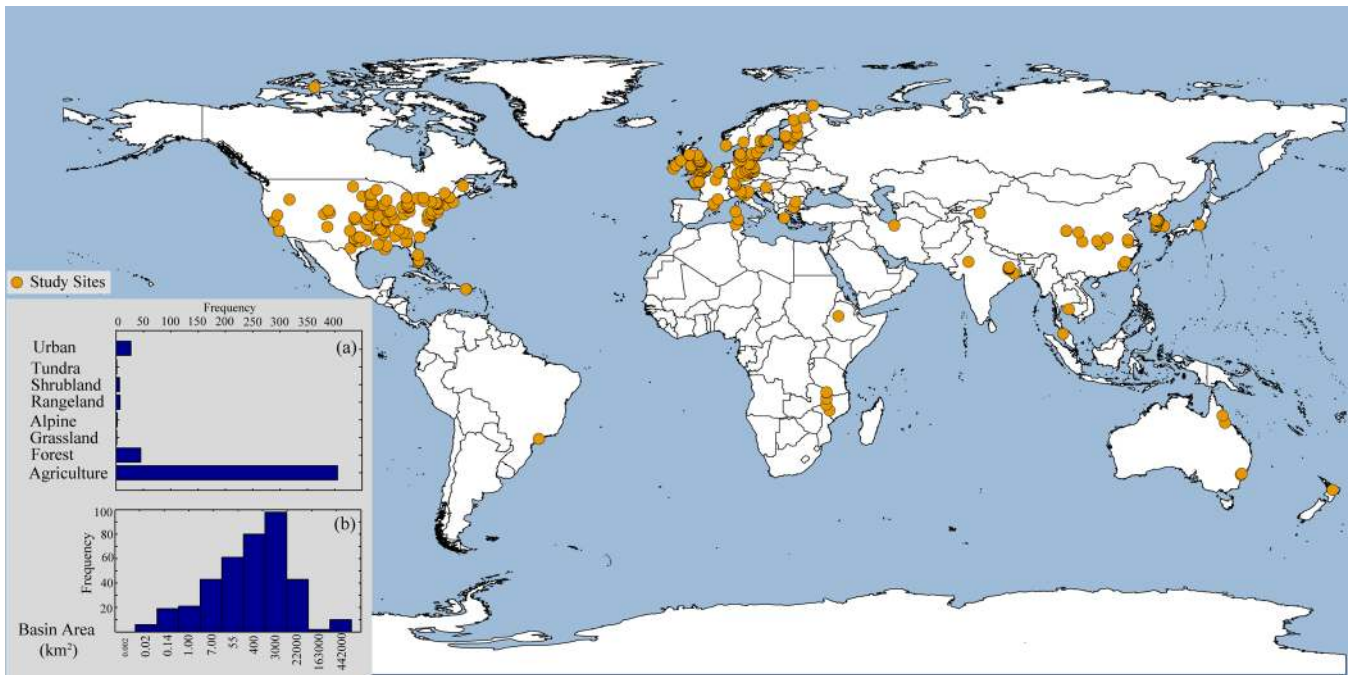 Study Sites
Frequency
0 50 100 150 200 250 300 350 400
(a)
Urban
Tundra
Shrubland
Rangeland
Alpine
Grassland
Forest
Agriculture
(b)
Frequency
100
80
60
40
20
Basin Area
(km²)
0.002 0.02 0.14 1.00 7.00 55 400 3000 22000 163000 442000